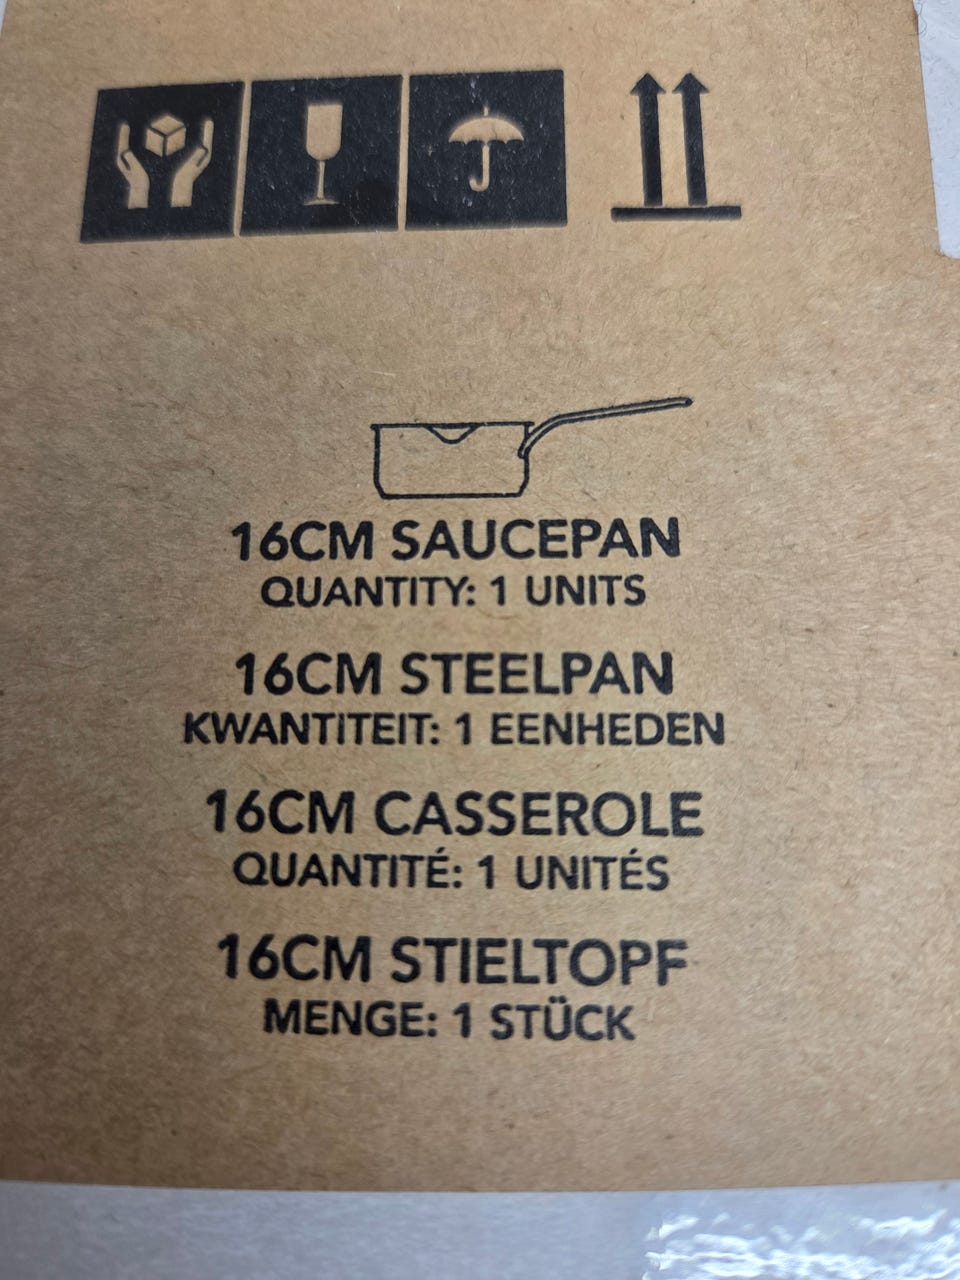 16CM SAUCEPAN
QUANTITY: 1 UNITS
16CM STEELPAN
KWANTITEIT: 1 EENHEDEN
16CM CASSEROLE
QUANTITÉ: 1 UNITÉS
16CM STIELTOPF
MENGE: 1 STÜCK